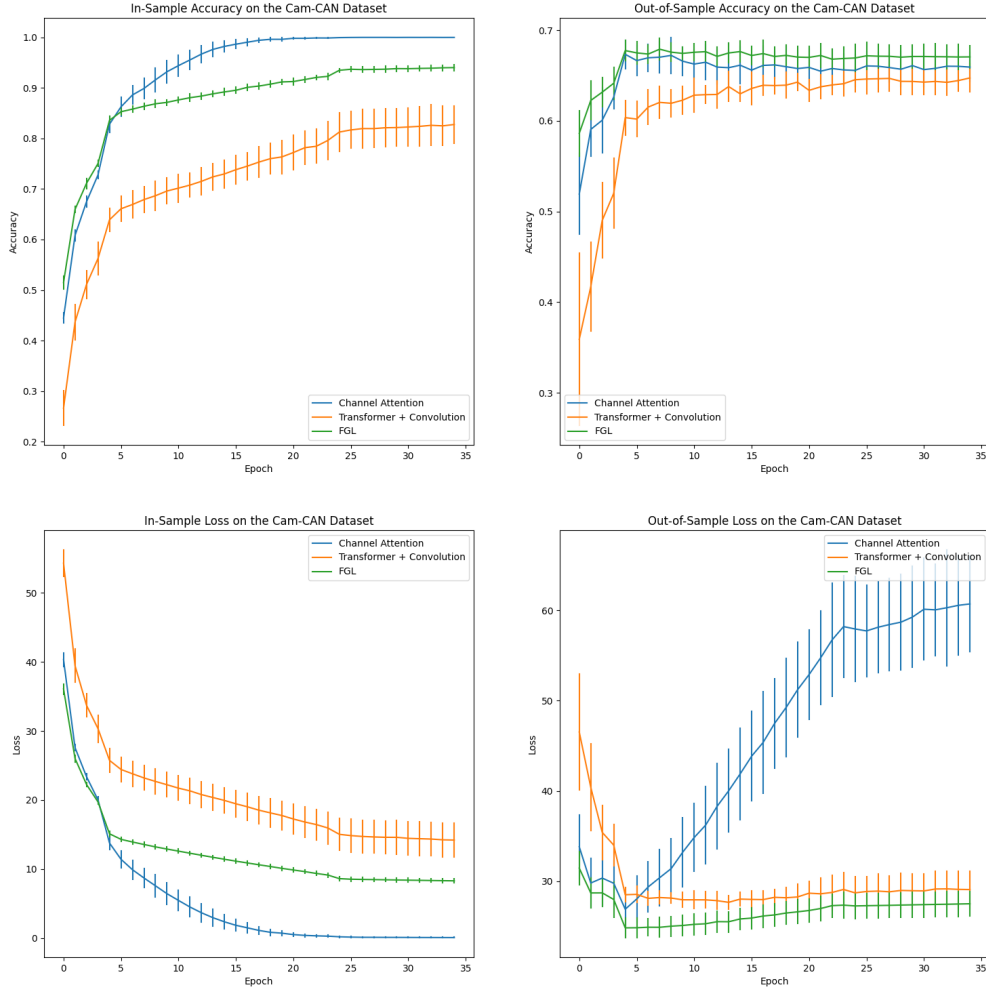 In-Sample Accuracy on the Cam-CAN Dataset
1.0
0.9
0.8
0.7
0.6
0.5
0.4
0.3
0.2
Accuracy
0 5 10 15 20 25 30 35
Epoch
Channel Attention
Transformer + Convolution
FGL
Out-of-Sample Accuracy on the Cam-CAN Dataset
0.7
0.6
0.5
0.4
0.3
Accuracy
0 5 10 15 20 25 30 35
Epoch
Channel Attention
Transformer + Convolution
FGL
In-Sample Loss on the Cam-CAN Dataset
50
40
30
20
10
0
Loss
0 5 10 15 20 25 30 35
Epoch
Channel Attention
Transformer + Convolution
FGL
Out-of-Sample Loss on the Cam-CAN Dataset
60
50
40
30
Loss
0 5 10 15 20 25 30 35
Epoch
Channel Attention
Transformer + Convolution
FGL